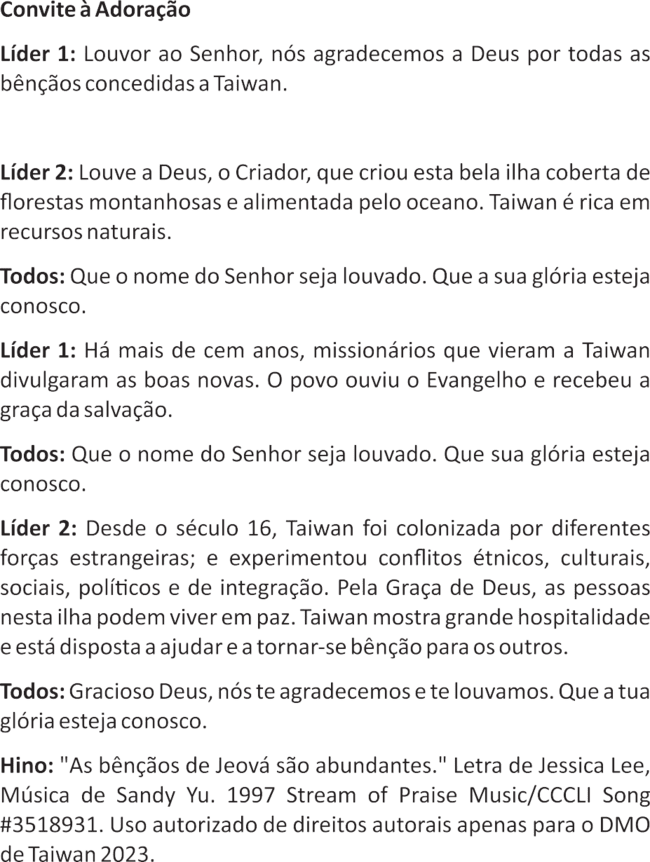 Convite à Adoração
Líder 1: Louvor ao Senhor, nós agradecemos a Deus por todas as
bênçãos concedidas a Taiwan.
Líder 2: Louve a Deus, o Criador, que criou esta bela ilha coberta de
florestas montanhosas e alimentada pelo oceano. Taiwan é rica em
recursos naturais.
Todos: Que o nome do Senhor seja louvado. Que a sua glória esteja
conosco.
Líder 1: Há mais de cem anos, missionários que vieram a Taiwan
divulgaram as boas novas. O povo ouviu o Evangelho e recebeu a
graça da salvação.
Todos: Que o nome do Senhor seja louvado. Que sua glória esteja
conosco.
Líder 2: Desde o século 16, Taiwan foi colonizada por diferentes
forças estrangeiras; e experimentou conflitos étnicos, culturais,
sociais, políticos e de integração. Pela Graça de Deus, as pessoas
nesta ilha podem viver em paz. Taiwan mostra grande hospitalidade
e está disposta a ajudar e a tornar-se bênção para os outros.
Todos: Gracioso Deus, nós te agradecemos e te louvamos. Que a tua
glória esteja conosco.
Hino: "As bênçãos de Jeová são abundantes." Letra de Jessica Lee,
Música de Sandy Yu. 1997 Stream of Praise Music/CCCLI Song
#3518931. Uso autorizado de direitos autorais apenas para o DMO
de Taiwan 2023.